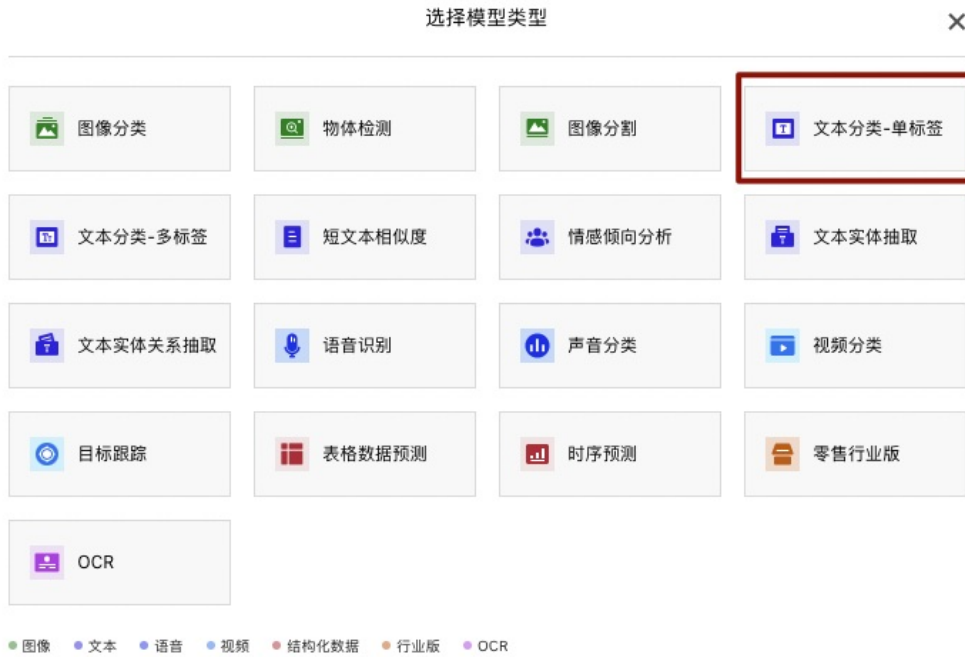 选择模型类型
图像分类
物体检测
图像分割
文本分类-单标签
文本分类-多标签
短文本相似度
情感倾向分析
文本实体抽取
文本实体关系抽取
语音识别
声音分类
视频分类
目标跟踪
表格数据预测
时序预测
零售行业版
OCR
图像 文本 语音 视频 结构化数据 行业版 OCR